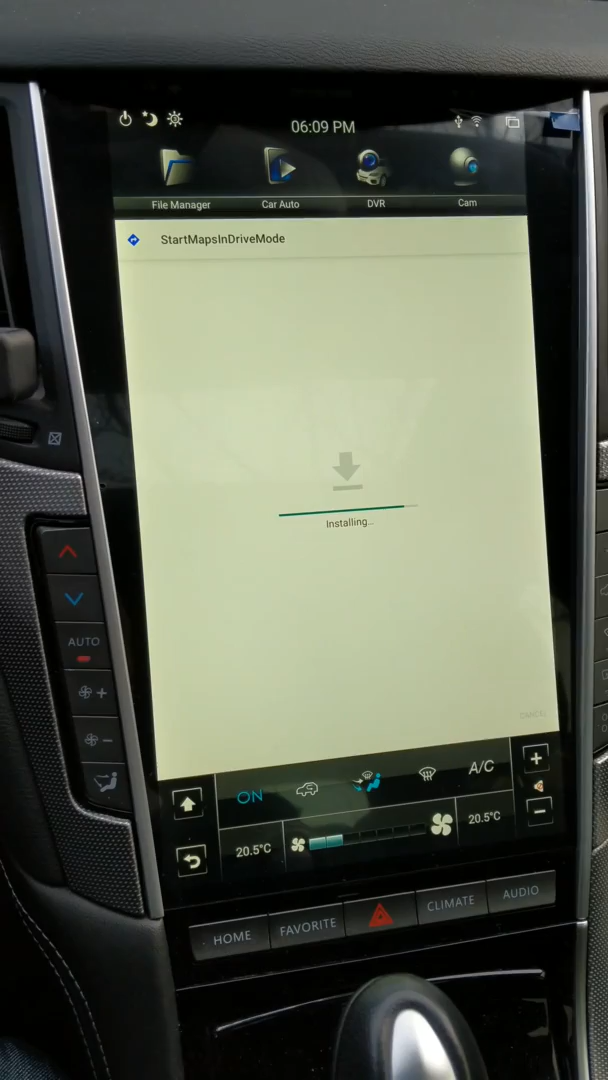 06:09 PM
File Manager
Car Auto
DVR
Cam
StartMapsInDriveMode
Installing...
CANCEL
ON
A/C
20.5°C
20.5°C
AUTO
HOME
FAVORITE
CLIMATE
AUDIO